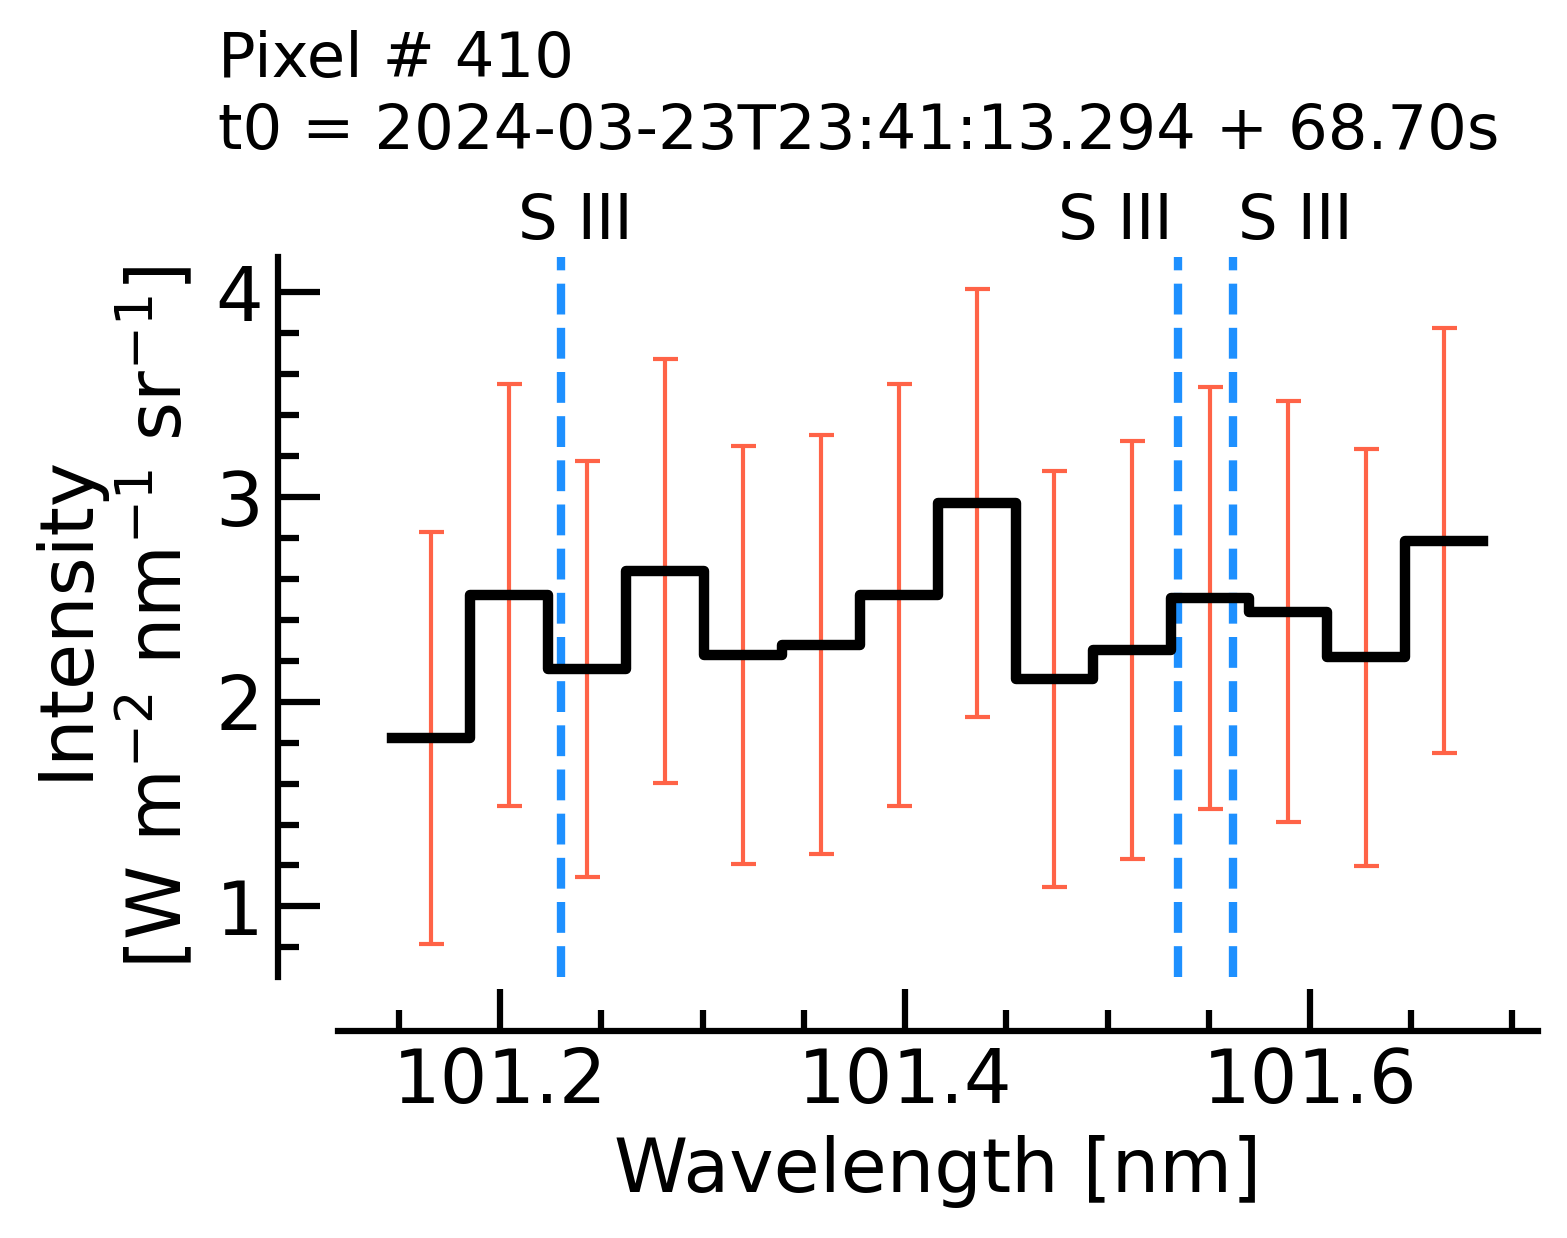 Pixel # 410
t0 = 2024-03-23T23:41:13.294 + 68.70s
S III S III S III
Intensity
[W m⁻² nm⁻¹ sr⁻¹]
4
3
2
1
101.2 101.4 101.6
Wavelength [nm]